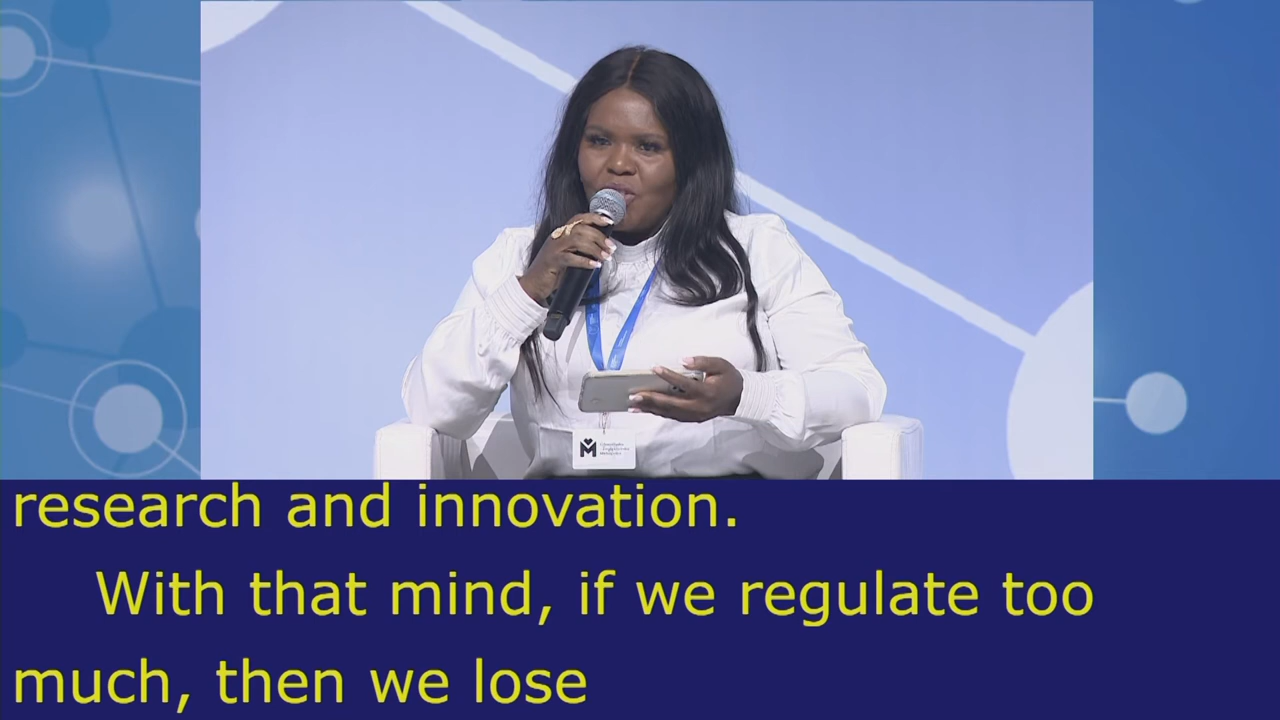 research and innovation.
With that mind, if we regulate too
much, then we lose